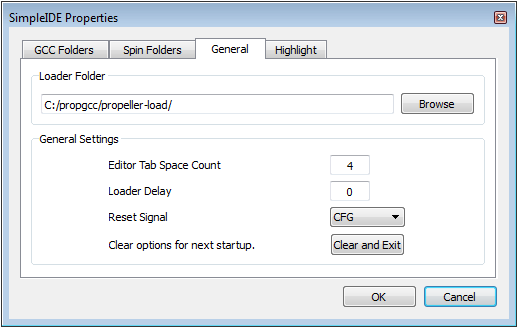 SimpleIDE Properties
GCC Folders Spin Folders General Highlight
Loader Folder
C:/propgcc/propeller-load/ Browse
General Settings
Editor Tab Space Count 4
Loader Delay 0
Reset Signal CFG
Clear options for next startup. Clear and Exit
OK Cancel